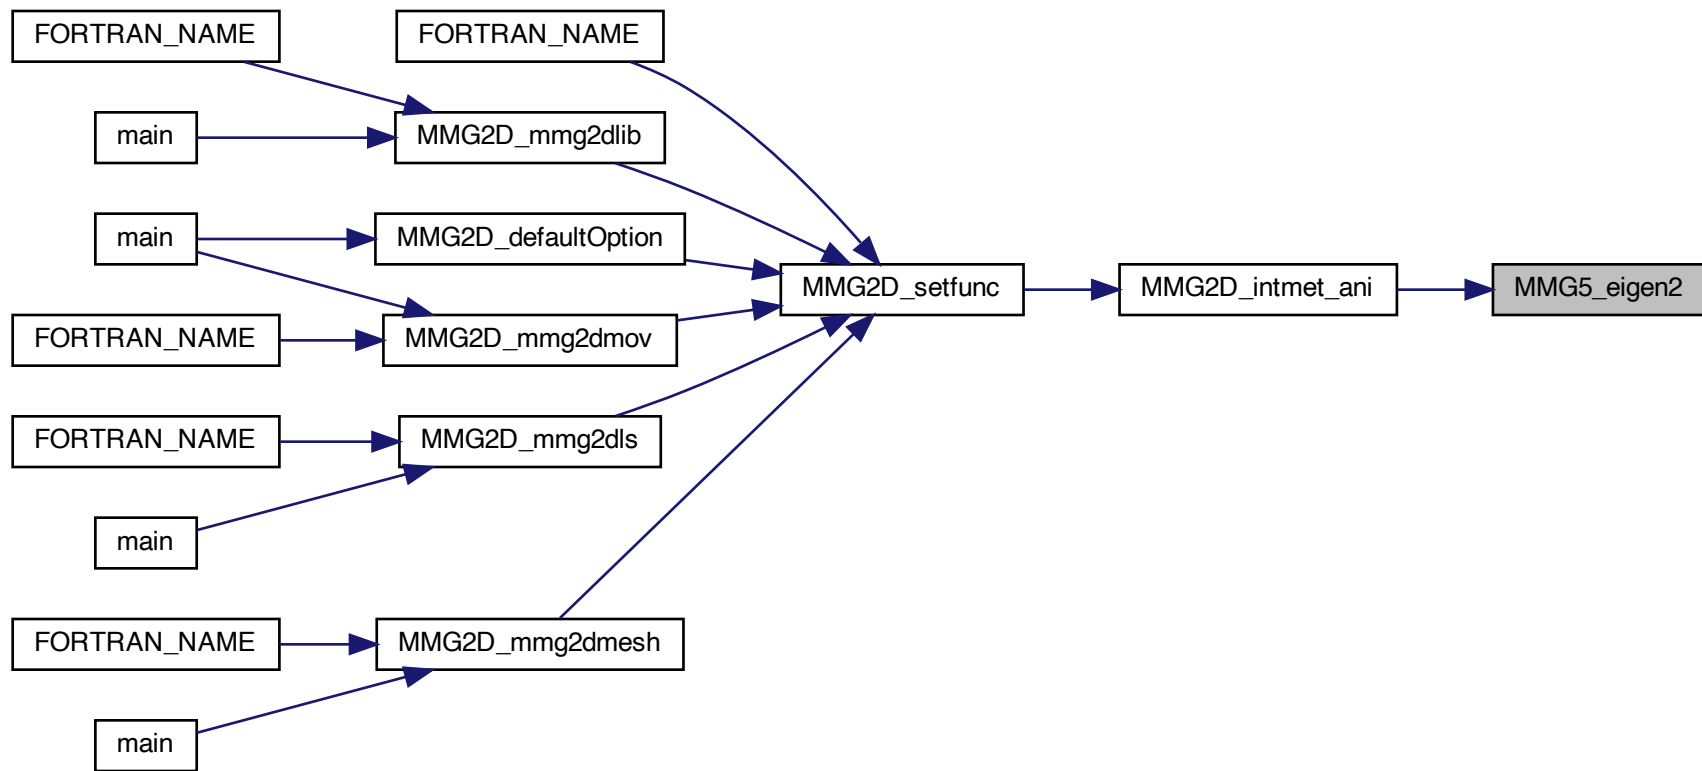 FORTRAN_NAME
FORTRAN_NAME
main
MMG2D_mmg2dlib
main
MMG2D_defaultOption
MMG2D_setfunc
MMG2D_intmet_ani
MMG5_eigen2
FORTRAN_NAME
MMG2D_mmg2dmov
FORTRAN_NAME
MMG2D_mmg2dls
main
FORTRAN_NAME
MMG2D_mmg2dmesh
main